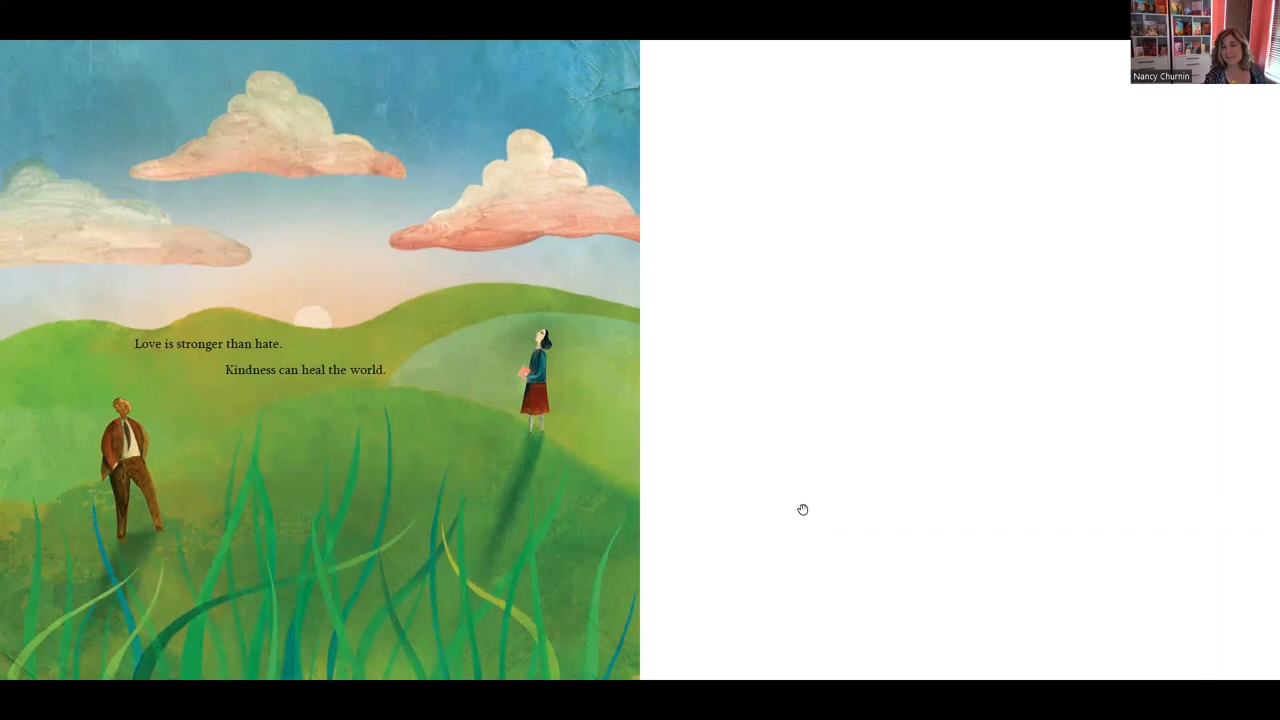 Nancy Churnin
Love is stronger than hate.
Kindness can heal the world.